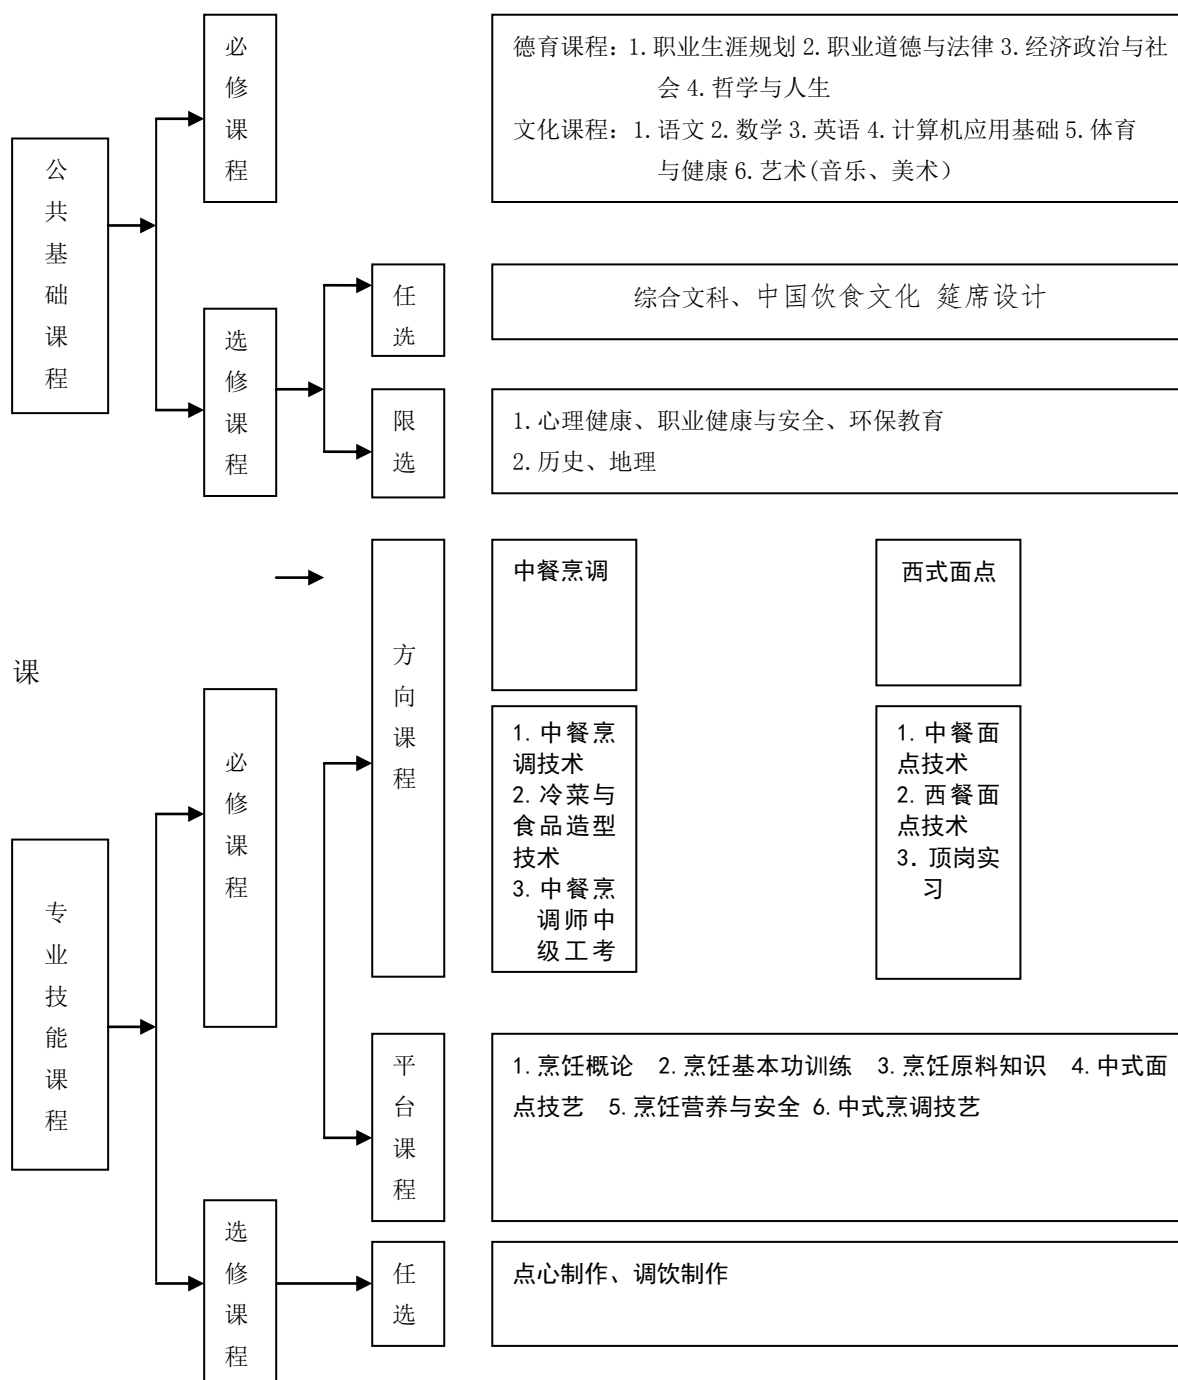 公共基础课程
必修课程
德育课程：1.职业生涯规划 2.职业道德与法律 3.经济政治与社
会 4.哲学与人生
文化课程：1.语文 2.数学 3.英语 4.计算机应用基础 5.体育
与健康 6.艺术(音乐、美术）
选修课程
任选
综合文科、中国饮食文化 筵席设计
限选
1.心理健康、职业健康与安全、环保教育
2.历史、地理
课
专业技能课程
必修课程
方向课程
中餐烹调
1. 中餐烹
调技术
2. 冷菜与
食品造型
技术
3. 中餐烹
调师中
级工考
西式面点
1. 中餐面
点技术
2. 西餐面
点技术
3. 顶岗实
习
平台课程
1.烹饪概论 2.烹饪基本功训练 3.烹饪原料知识 4.中式面
点技艺 5.烹饪营养与安全 6.中式烹调技艺
选修课程
任选
点心制作、调饮制作